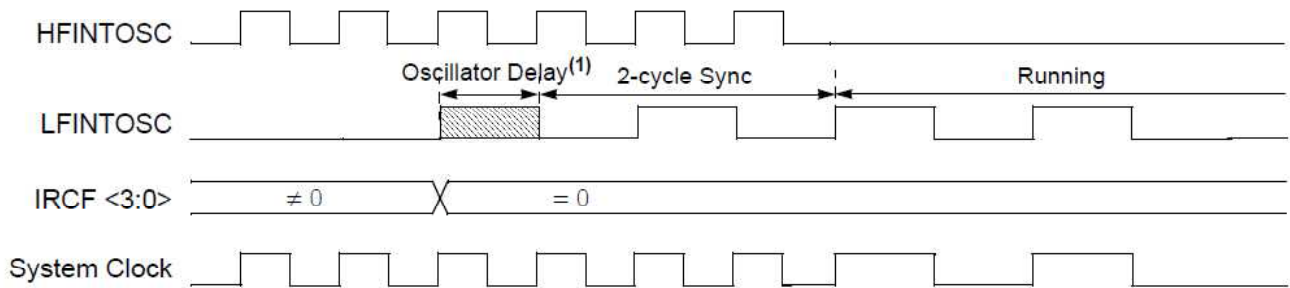 HFINTOSC
Oscillator Delay(1) 2-cycle Sync Running
LFINTOSC
IRCF <3:0> ≠ 0 = 0
System Clock